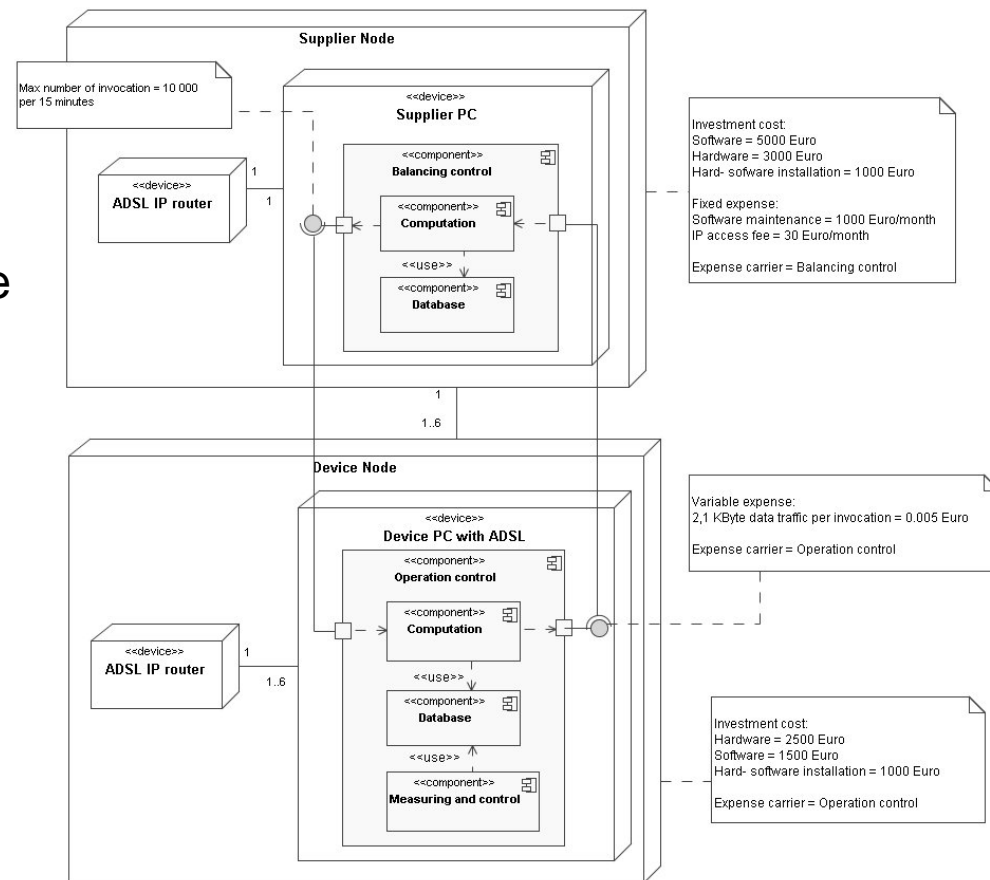 Supplier Node
Max number of invocation = 10 000
per 15 minutes
<<device>>
Supplier PC
<<component>>
Balancing control
<<device>>
ADSL IP router
1
1
<<component>>
Computation
<<use>>
<<component>>
Database
Investment cost:
Software = 5000 Euro
Hardware = 3000 Euro
Hard- sofware installation = 1000 Euro
Fixed expense:
Software maintenance = 1000 Euro/month
IP access fee = 30 Euro/month
Expense carrier = Balancing control
e
1
1..6
Device Node
<<device>>
Device PC with ADSL
<<component>>
Operation control
<<component>>
Computation
<<device>>
ADSL IP router
1
1..6
<<use>>
<<component>>
Database
<<use>>
<<component>>
Measuring and control
Variable expense:
2,1 KByte data traffic per invocation = 0.005 Euro
Expense carrier = Operation control
Investment cost:
Hardware = 2500 Euro
Software = 1500 Euro
Hard- software installation = 1000 Euro
Expense carrier = Operation control